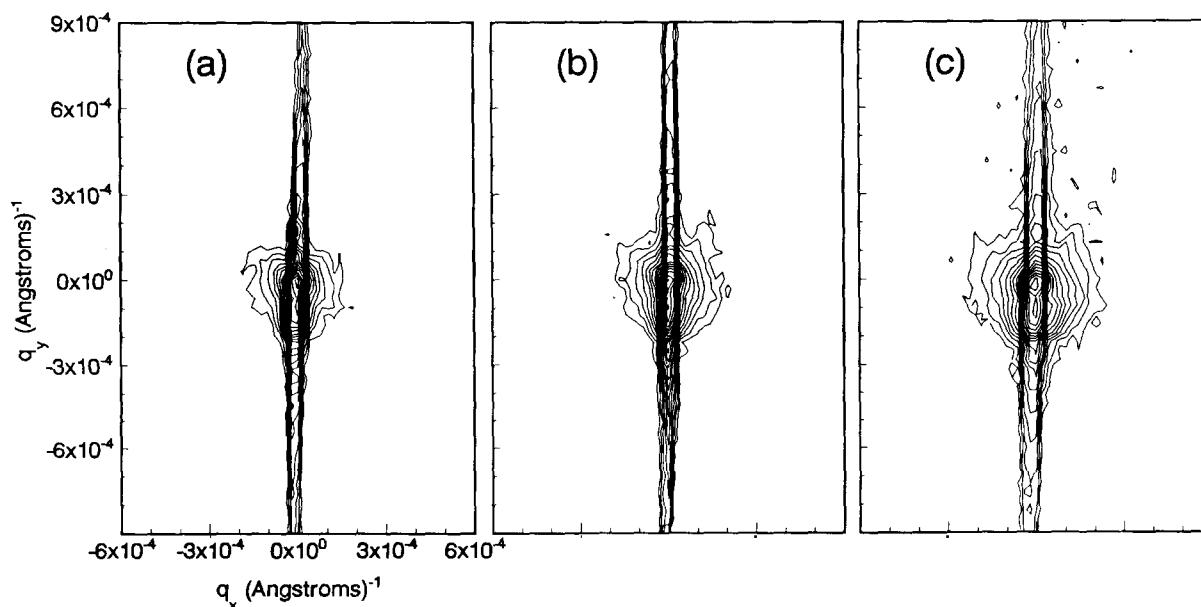 (a)
(b)
(c)
9x10⁻⁴
6x10⁻⁴
3x10⁻⁴
0x10⁰
-3x10⁻⁴
-6x10⁻⁴
q_y (Angstroms)⁻¹
-6x10⁻⁴
-3x10⁻⁴
0x10⁰
3x10⁻⁴
6x10⁻⁴
q_x (Angstroms)⁻¹